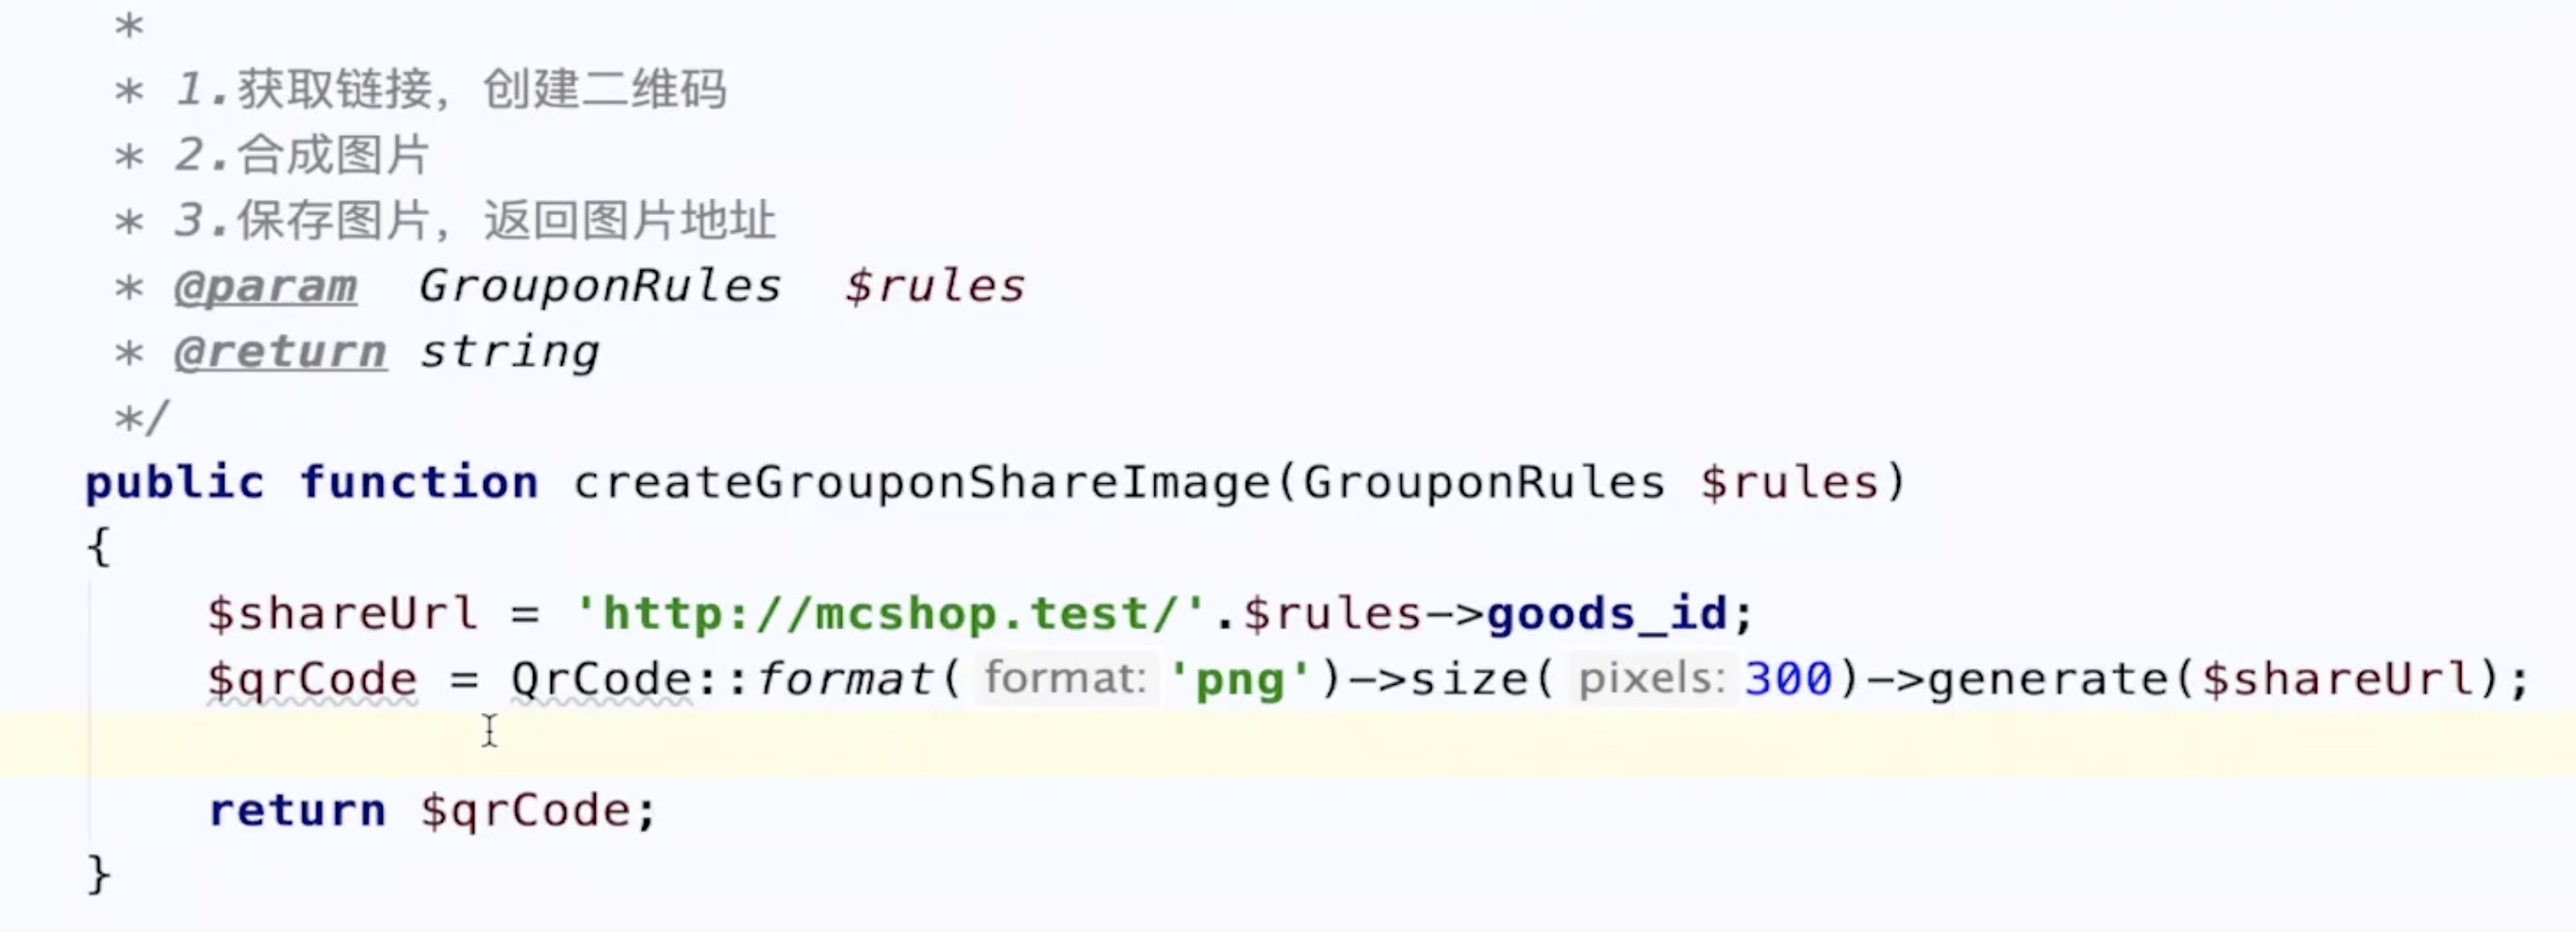 *
* 1.获取链接，创建二维码
* 2.合成图片
* 3.保存图片，返回图片地址
* @param  GrouponRules  $rules
* @return string
*/
public function createGrouponShareImage(GrouponRules $rules)
{
$shareUrl = 'http://mcshop.test/'.$rules->goods_id;
$qrCode = QrCode::format( format: 'png')->size( pixels: 300)->generate($shareUrl);
return $qrCode;
}